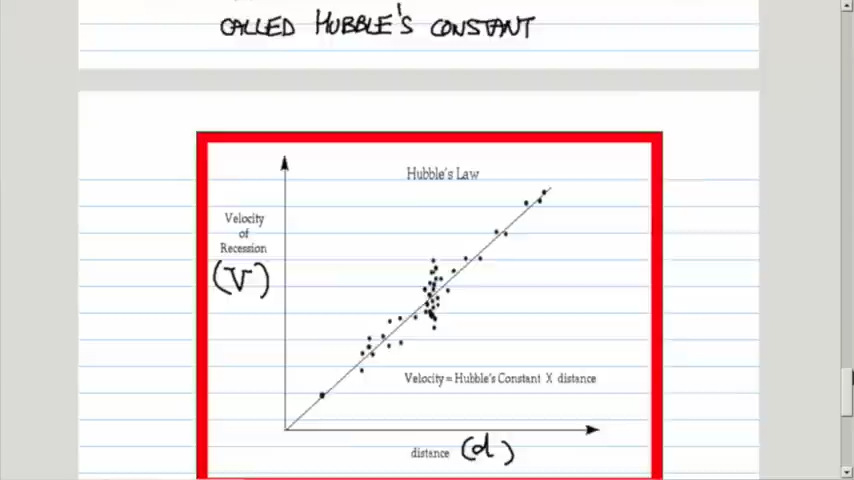 CALLED HUBBLE'S CONSTANT
Hubble's Law
Velocity
of
Recession
(V)
Velocity = Hubble's Constant X distance
distance (d)